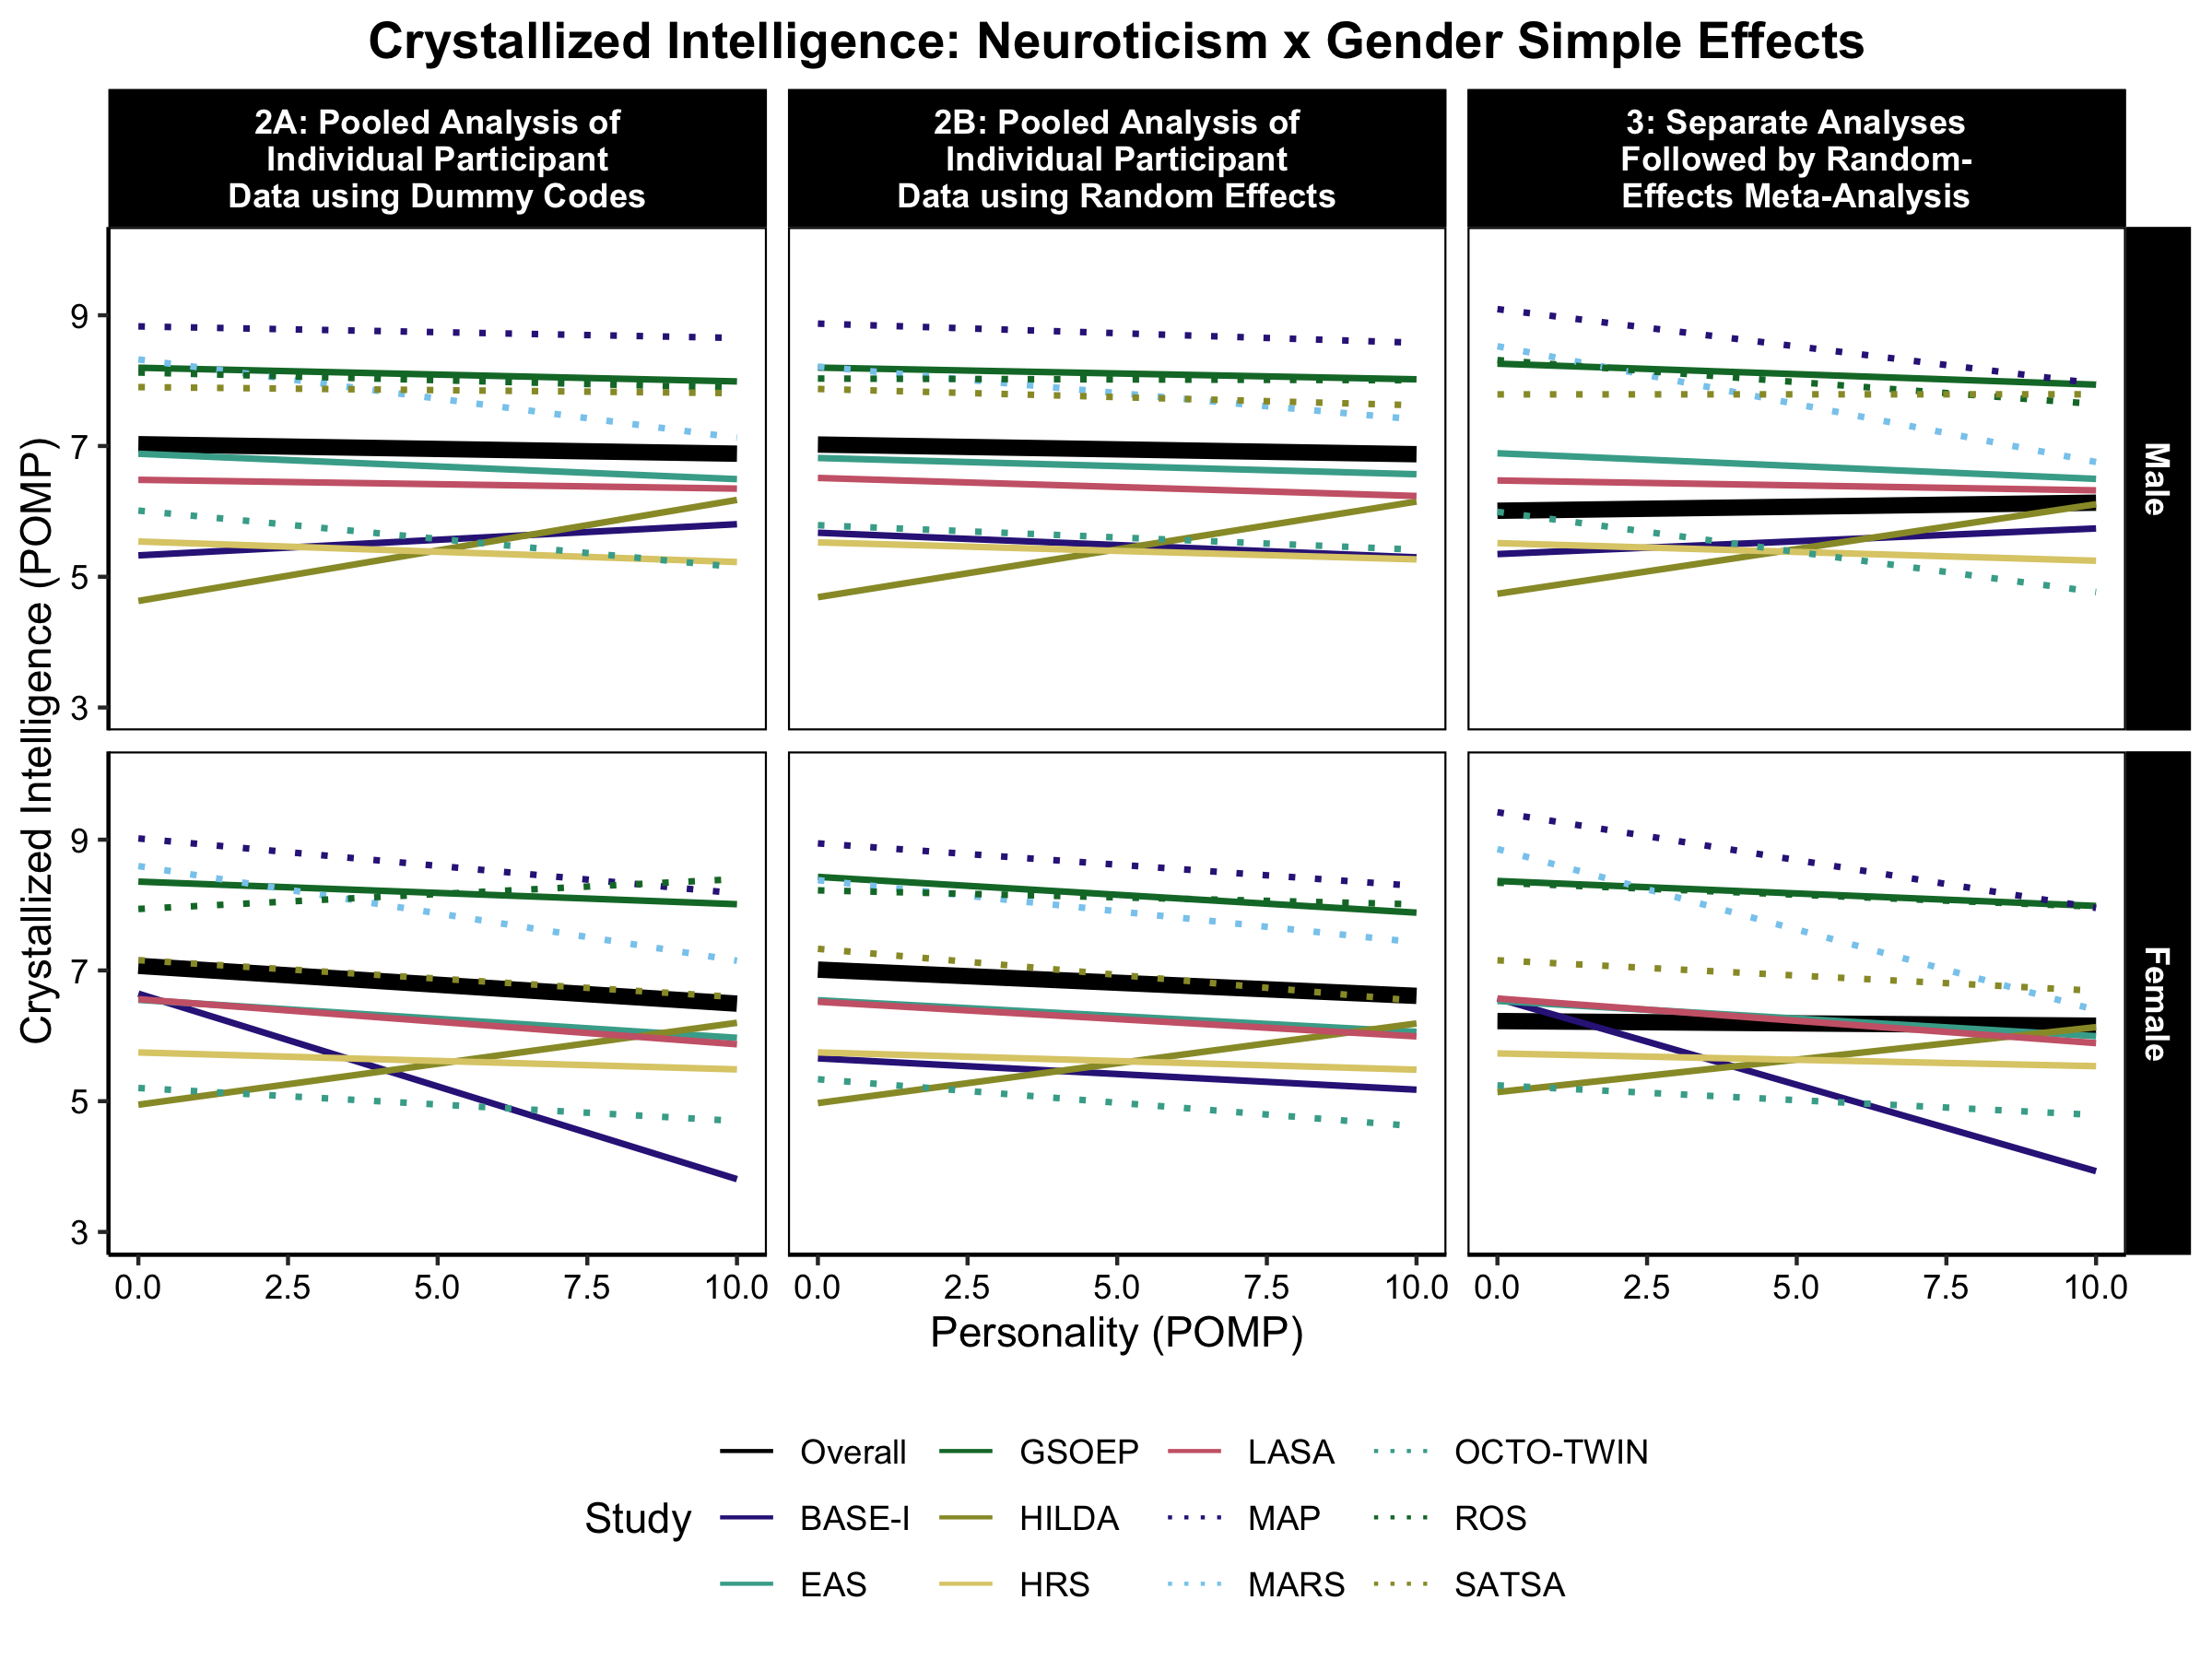 Crystallized Intelligence: Neuroticism x Gender Simple Effects
2A: Pooled Analysis of
Individual Participant
Data using Dummy Codes
2B: Pooled Analysis of
Individual Participant
Data using Random Effects
3: Separate Analyses
Followed by Random-
Effects Meta-Analysis
Crystallized Intelligence (POMP)
9
7
5
3
Male
9
7
5
3
Female
0.0 2.5 5.0 7.5 10.0
0.0 2.5 5.0 7.5 10.0
0.0 2.5 5.0 7.5 10.0
Personality (POMP)
Study
Overall
BASE-I
EAS
GSOEP
HILDA
HRS
LASA
MAP
MARS
OCTO-TWIN
ROS
SATSA